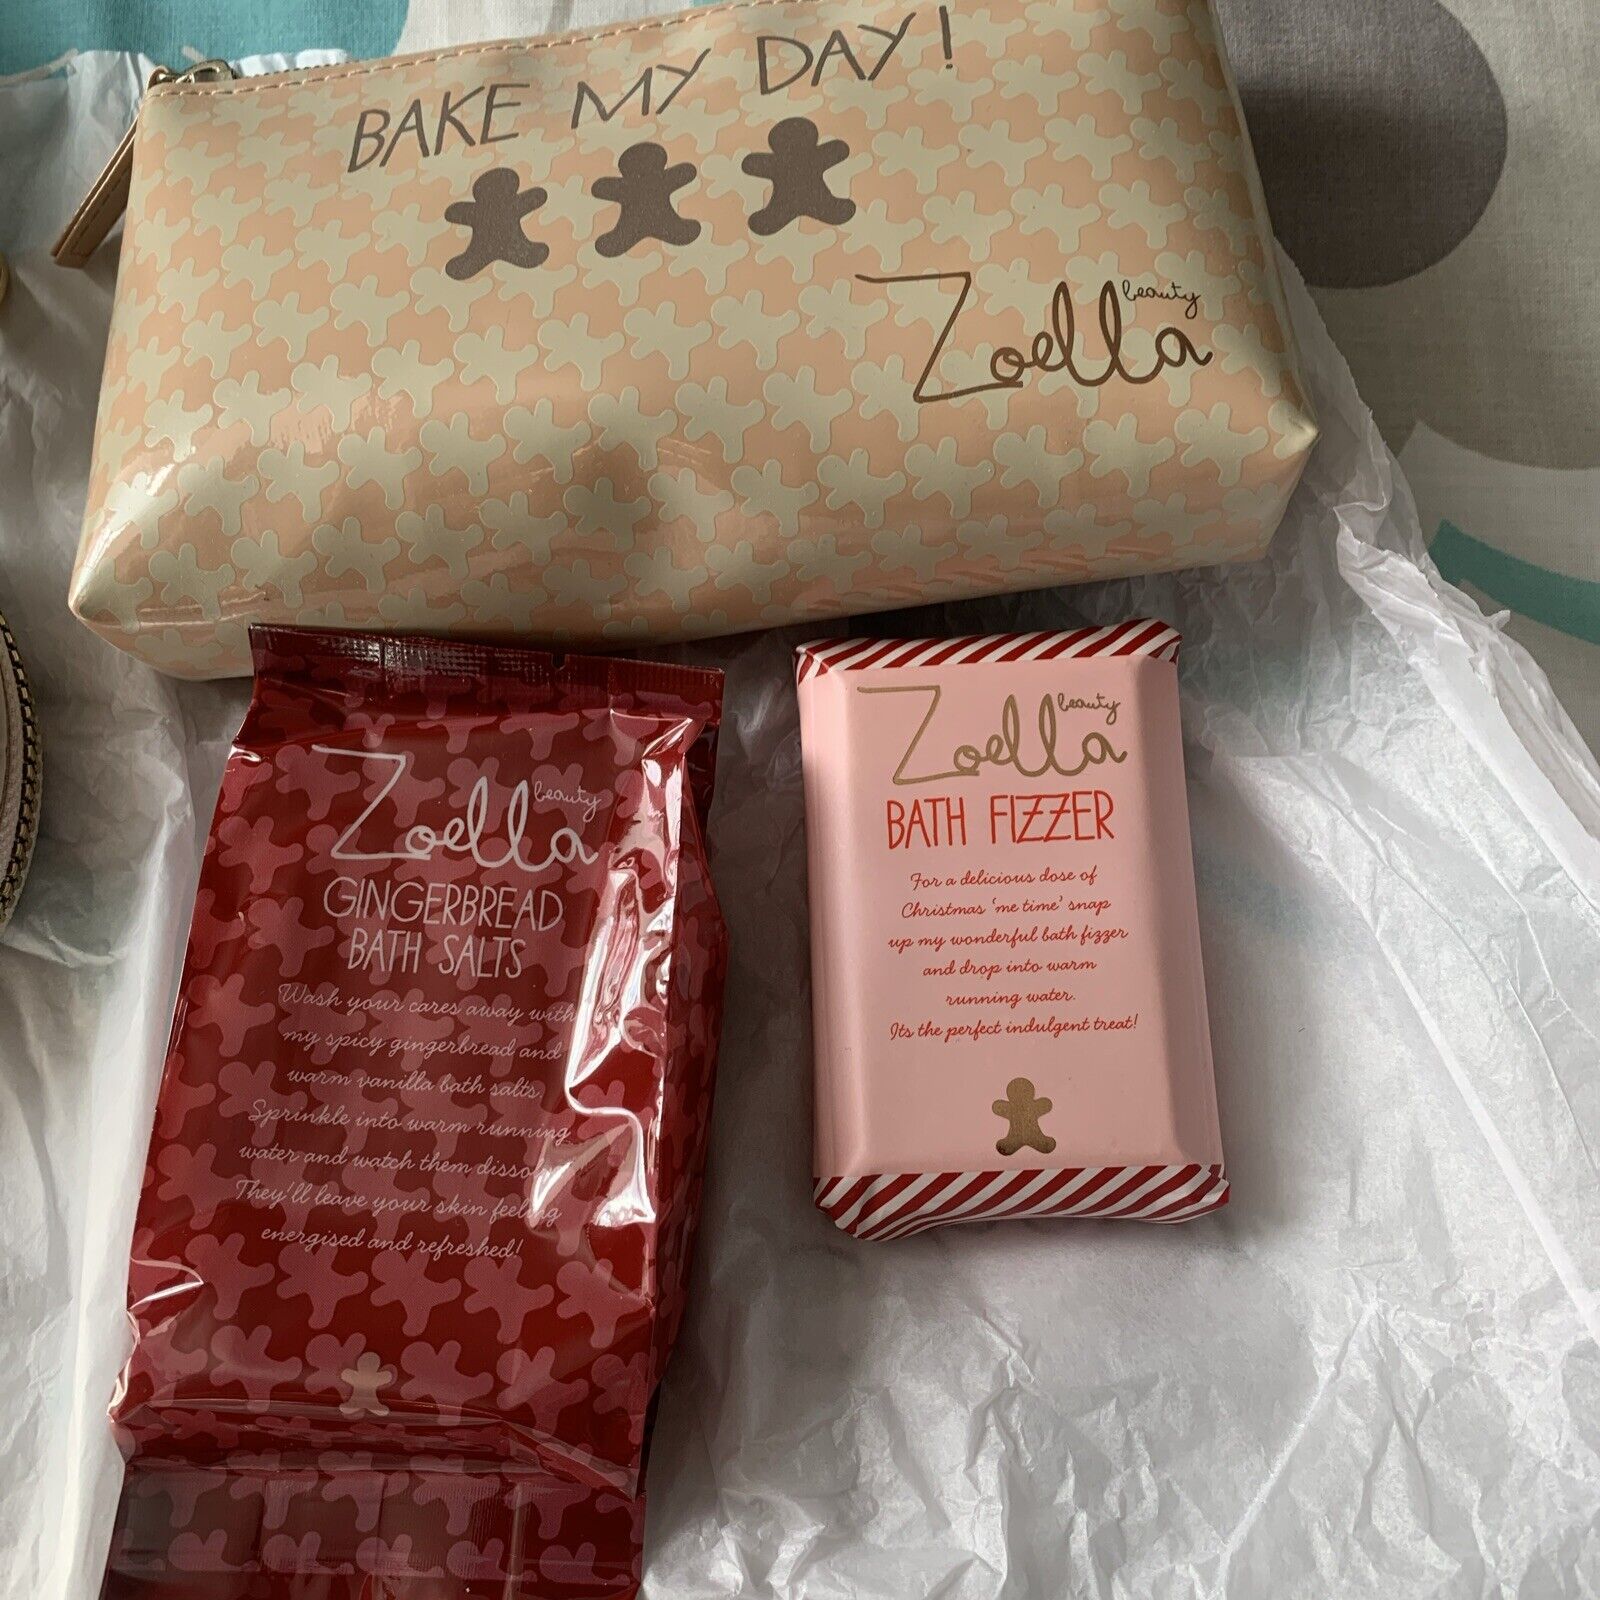 BAKE MY DAY!
Zoella beauty
Zoella beauty
GINGERBREAD
BATH SALTS
Wash your cares away with
my spicy gingerbread and
warm vanilla bath salts.
Sprinkle into warm running
water and watch them
They'll leave your skin feeling
energised and refreshed!
Zoella beauty
BATH FIZZER
For a delicious dose of
Christmas 'me time' snap
up my wonderful bath fizzer
and drop into warm
running water.
Its the perfect indulgent treat!